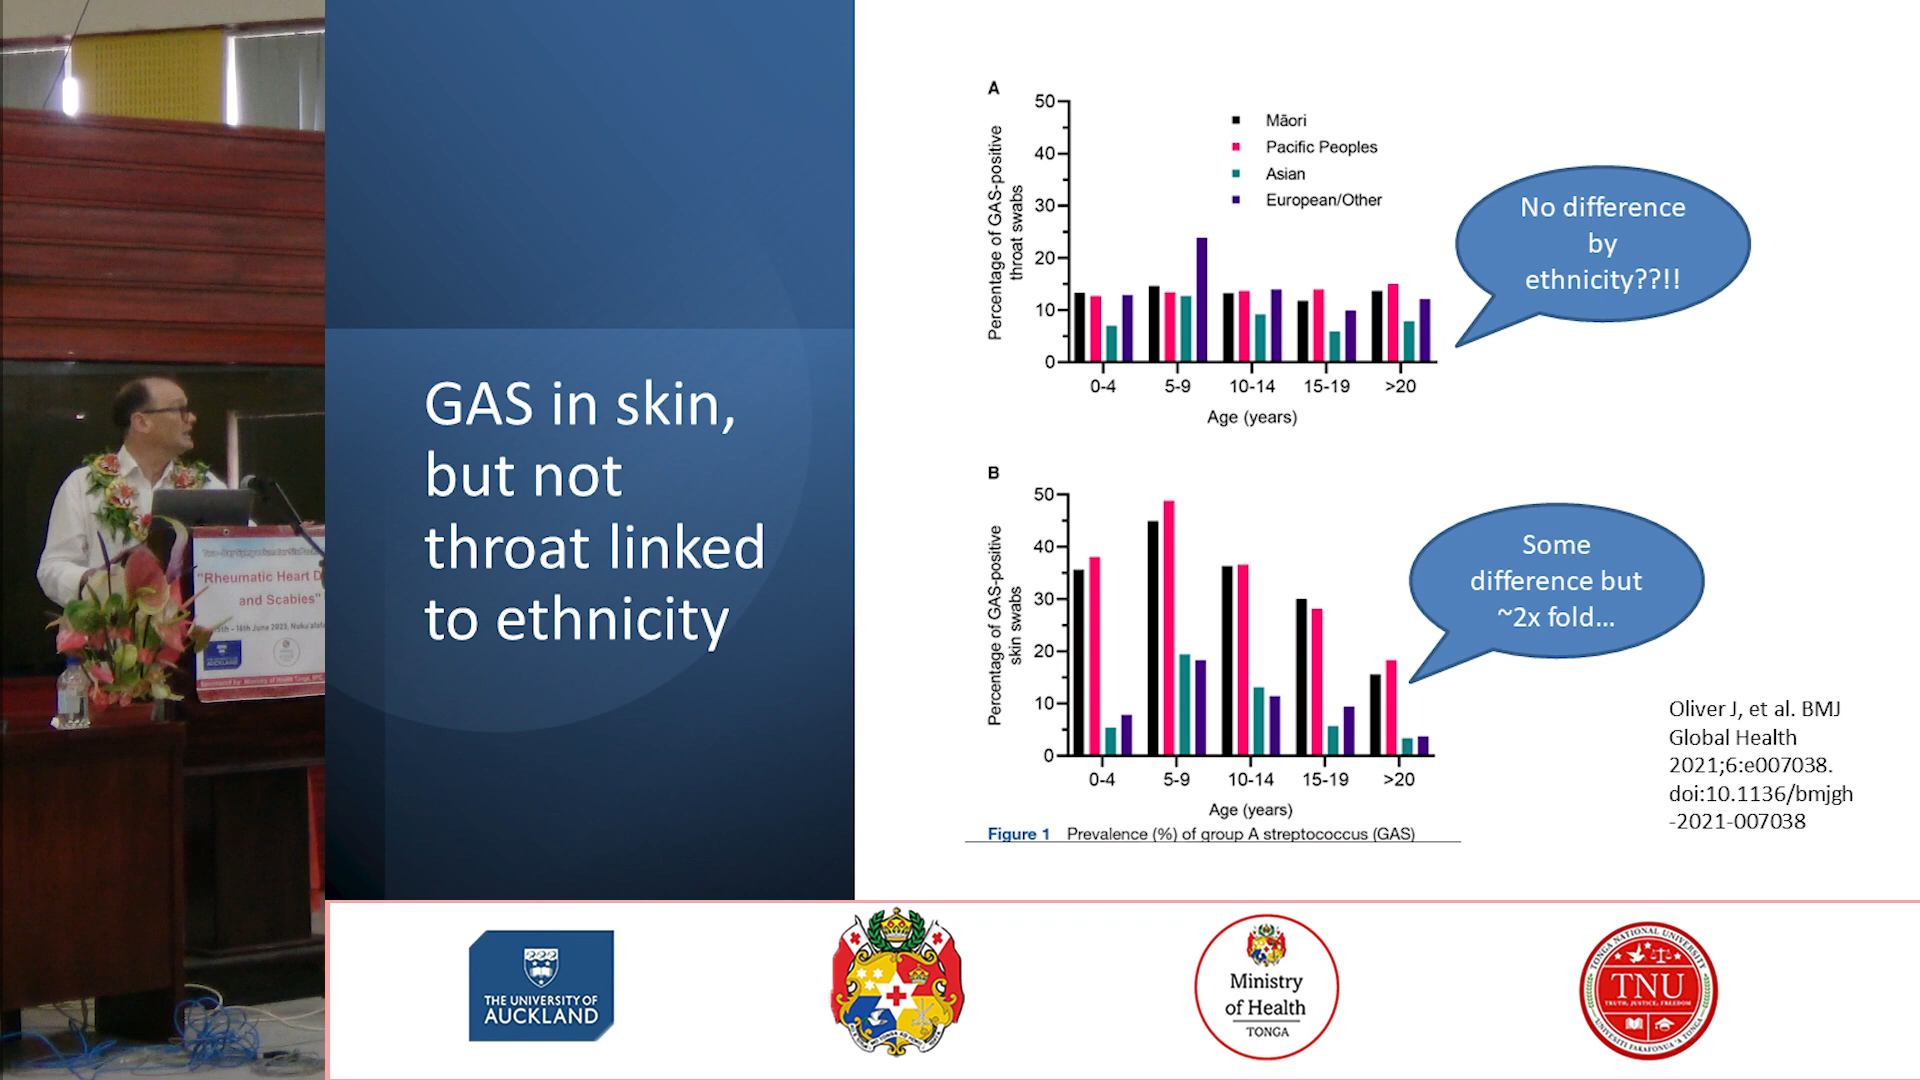 GAS in skin,
but not
throat linked
to ethnicity
A
Percentage of GAS-positive
throat swabs
50
40
30
20
10
0
Māori
Pacific Peoples
Asian
European/Other
0-4 5-9 10-14 15-19 >20
Age (years)
No difference
by
ethnicity??!!
B
Percentage of GAS-positive
skin swabs
50
40
30
20
10
0
0-4 5-9 10-14 15-19 >20
Age (years)
Some
difference but
~2x fold...
Figure 1 Prevalence (%) of group A streptococcus (GAS)
Oliver J, et al. BMJ
Global Health
2021;6:e007038.
doi:10.1136/bmjgh
-2021-007038
"Rheumatic Heart D
and Scabies"
16th June 2023,
AUCKLAND
THE UNIVERSITY OF
AUCKLAND
Ministry
of Health
TONGA
TONGA NATIONAL UNIVERSITY
TNU
TRUTH, JUSTICE, FREEDOM